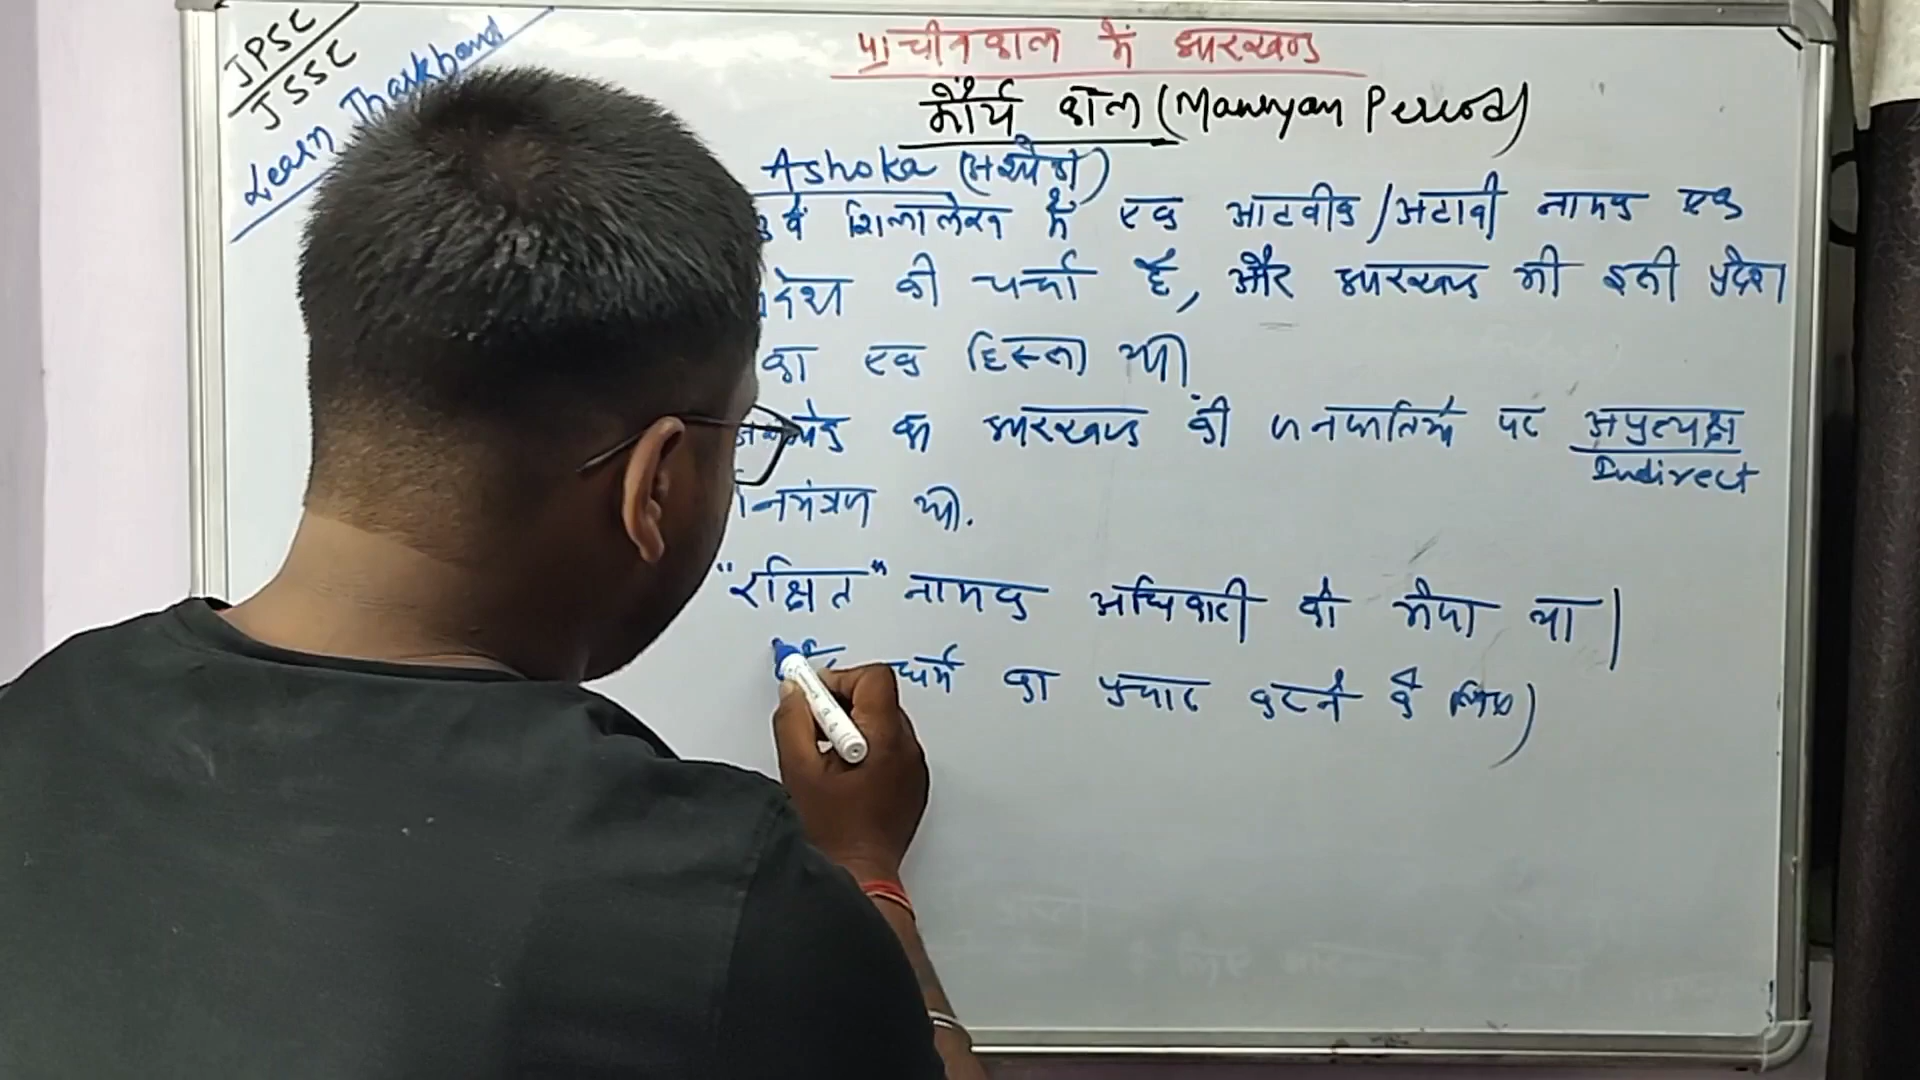 JPSC
JSSC
Learn Jharkhand
प्राचीनकाल में झारखण्ड
मौर्य काल (Mauryan Period)
Ashoka (अशोका)
वें शिलालेख में एक आटवीक/अटावी नामक एक
की चर्चा है, और झारखण्ड भी इसी प्रदेश
का एक हिस्सा थी
का झारखण्ड की जनजातियों पर अप्रत्यक्ष
Indirect
नियंत्रण थी.
"रक्षित" नामक अधिकारी को भेजा था|
धर्म का प्रचार करने के लिए)